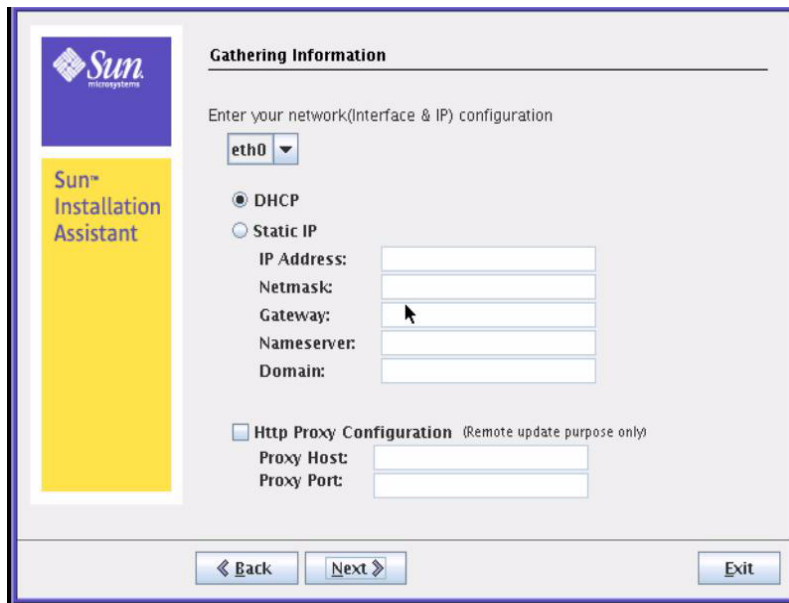 Sun
microsystems
Gathering Information
Enter your network(Interface & IP) configuration
eth0
Sun™
Installation
Assistant
DHCP
Static IP
IP Address:
Netmask:
Gateway:
Nameserver:
Domain:
Http Proxy Configuration (Remote update purpose only)
Proxy Host:
Proxy Port:
Back Next Exit